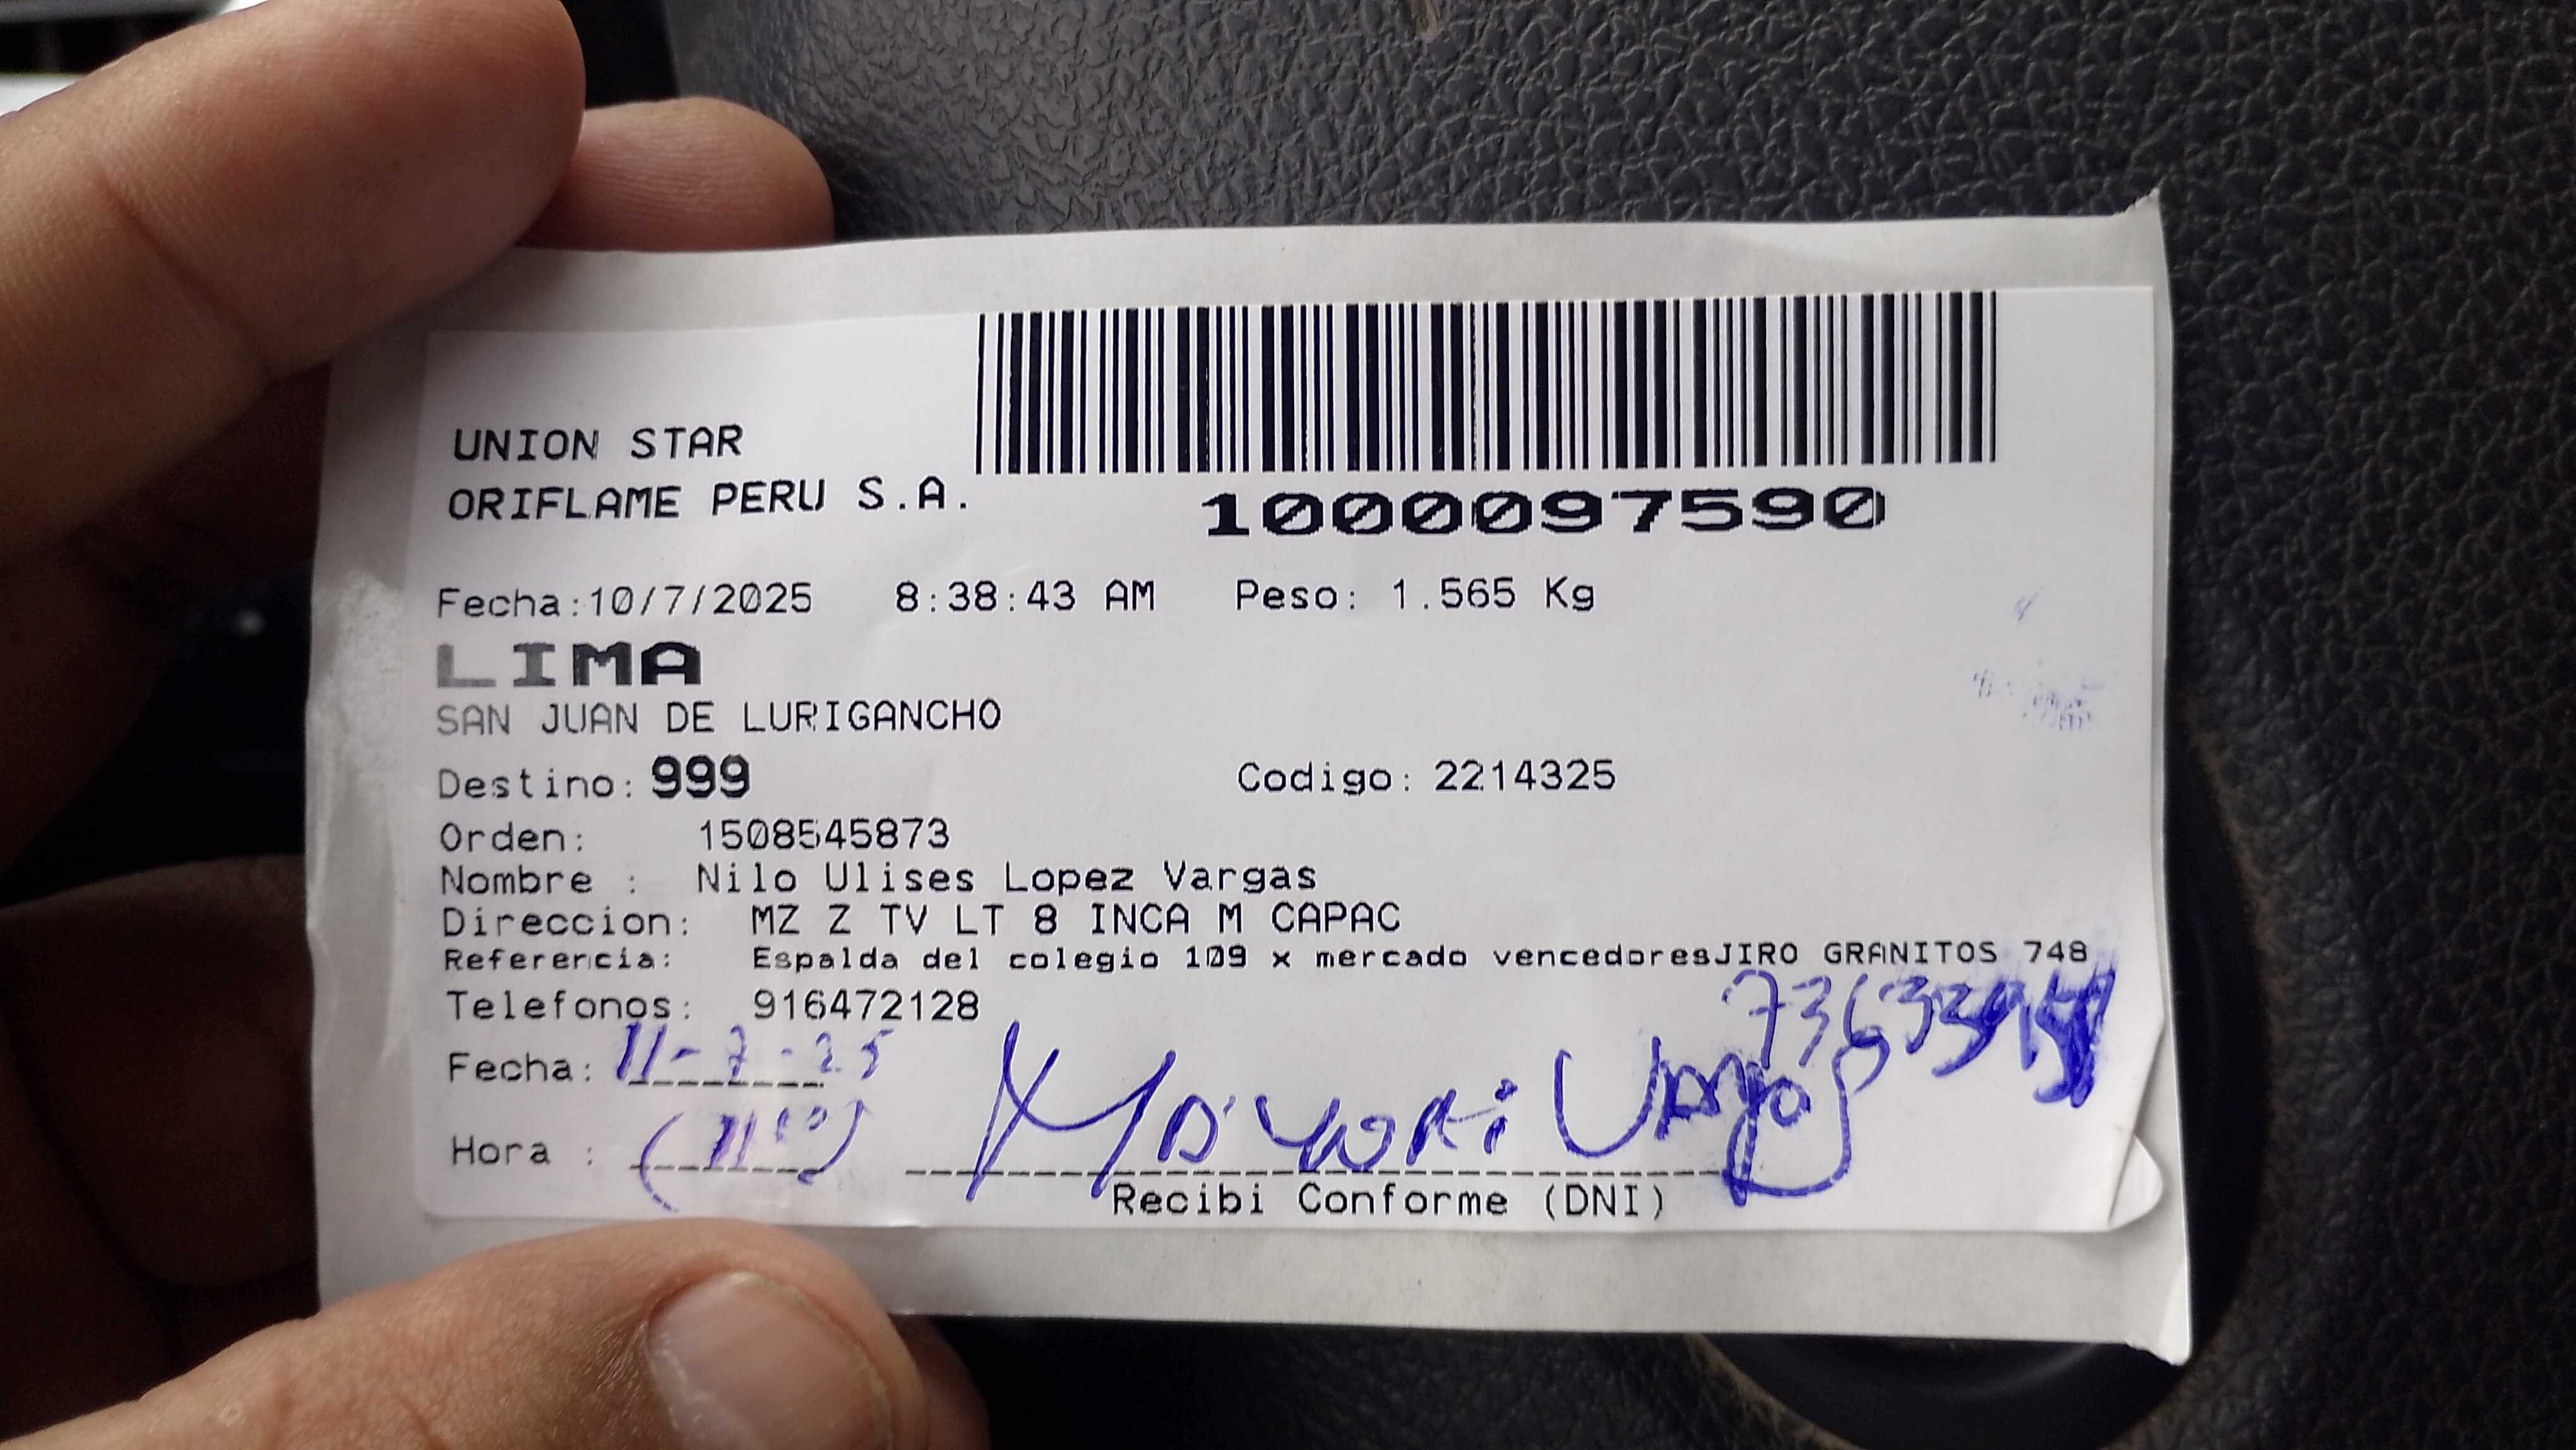 UNION STAR
ORIFLAME PERU S.A.
1000097590
Fecha:10/7/2025 8:38:43 AM Peso: 1.565 Kg
LIMA
SAN JUAN DE LURIGANCHO
Destino: 999 Codigo: 2214325
Orden: 1508545873
Nombre : Nilo Ulises Lopez Vargas
Direccion: MZ Z TV LT 8 INCA M CAPAC
Referencia: Espalda del colegio 109 x mercado vencedoresJIRO GRANITOS 748
Telefonos: 916472128
Fecha: 11-7-25
Hora : (11:00)
Recibi Conforme (DNI)